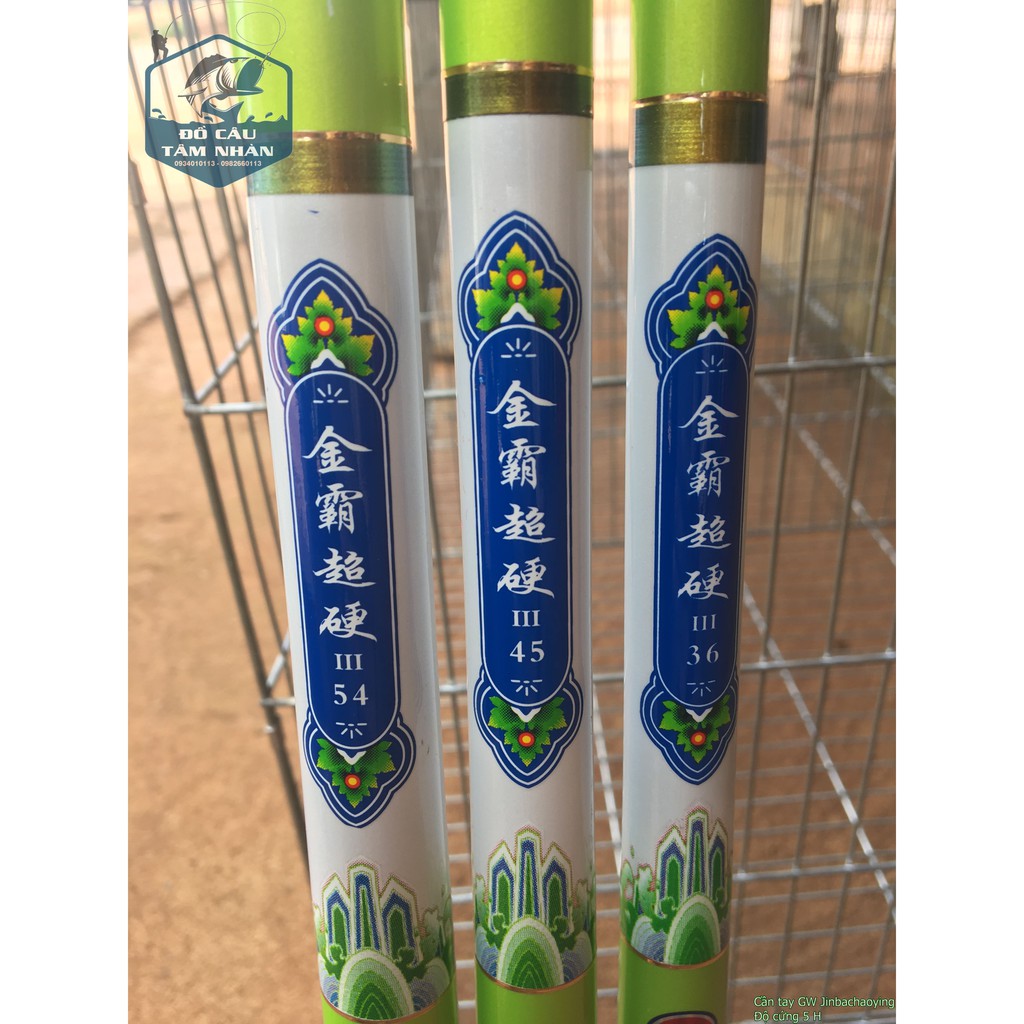 ĐỒ CÂU
TÂM NHÀN
0934010113 - 0982660113
金霸超硬
III
54
金霸超硬
III
45
金霸超硬
III
36
Cần tay GW Jinbachaoying
Độ cứng 5 H